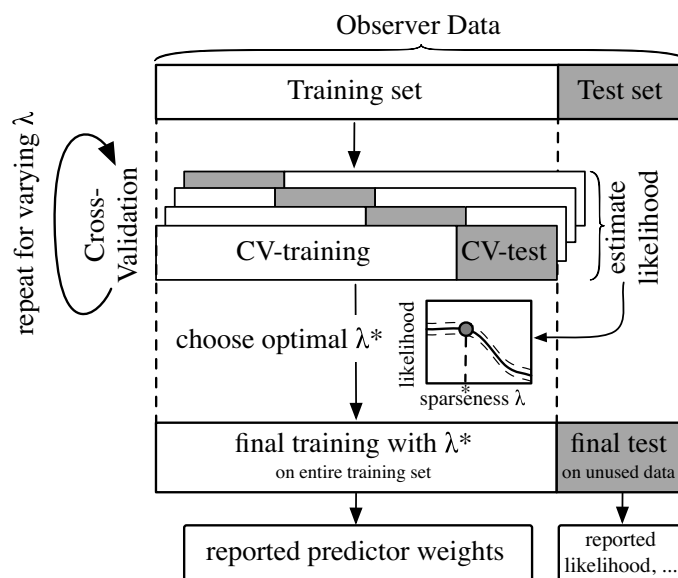 Observer Data
Training set
Test set
repeat for varying λ
Cross-
Validation
CV-training
CV-test
estimate
likelihood
choose optimal λ*
likelihood
*
sparseness λ
final training with λ*
on entire training set
final test
on unused data
reported predictor weights
reported
likelihood, ...